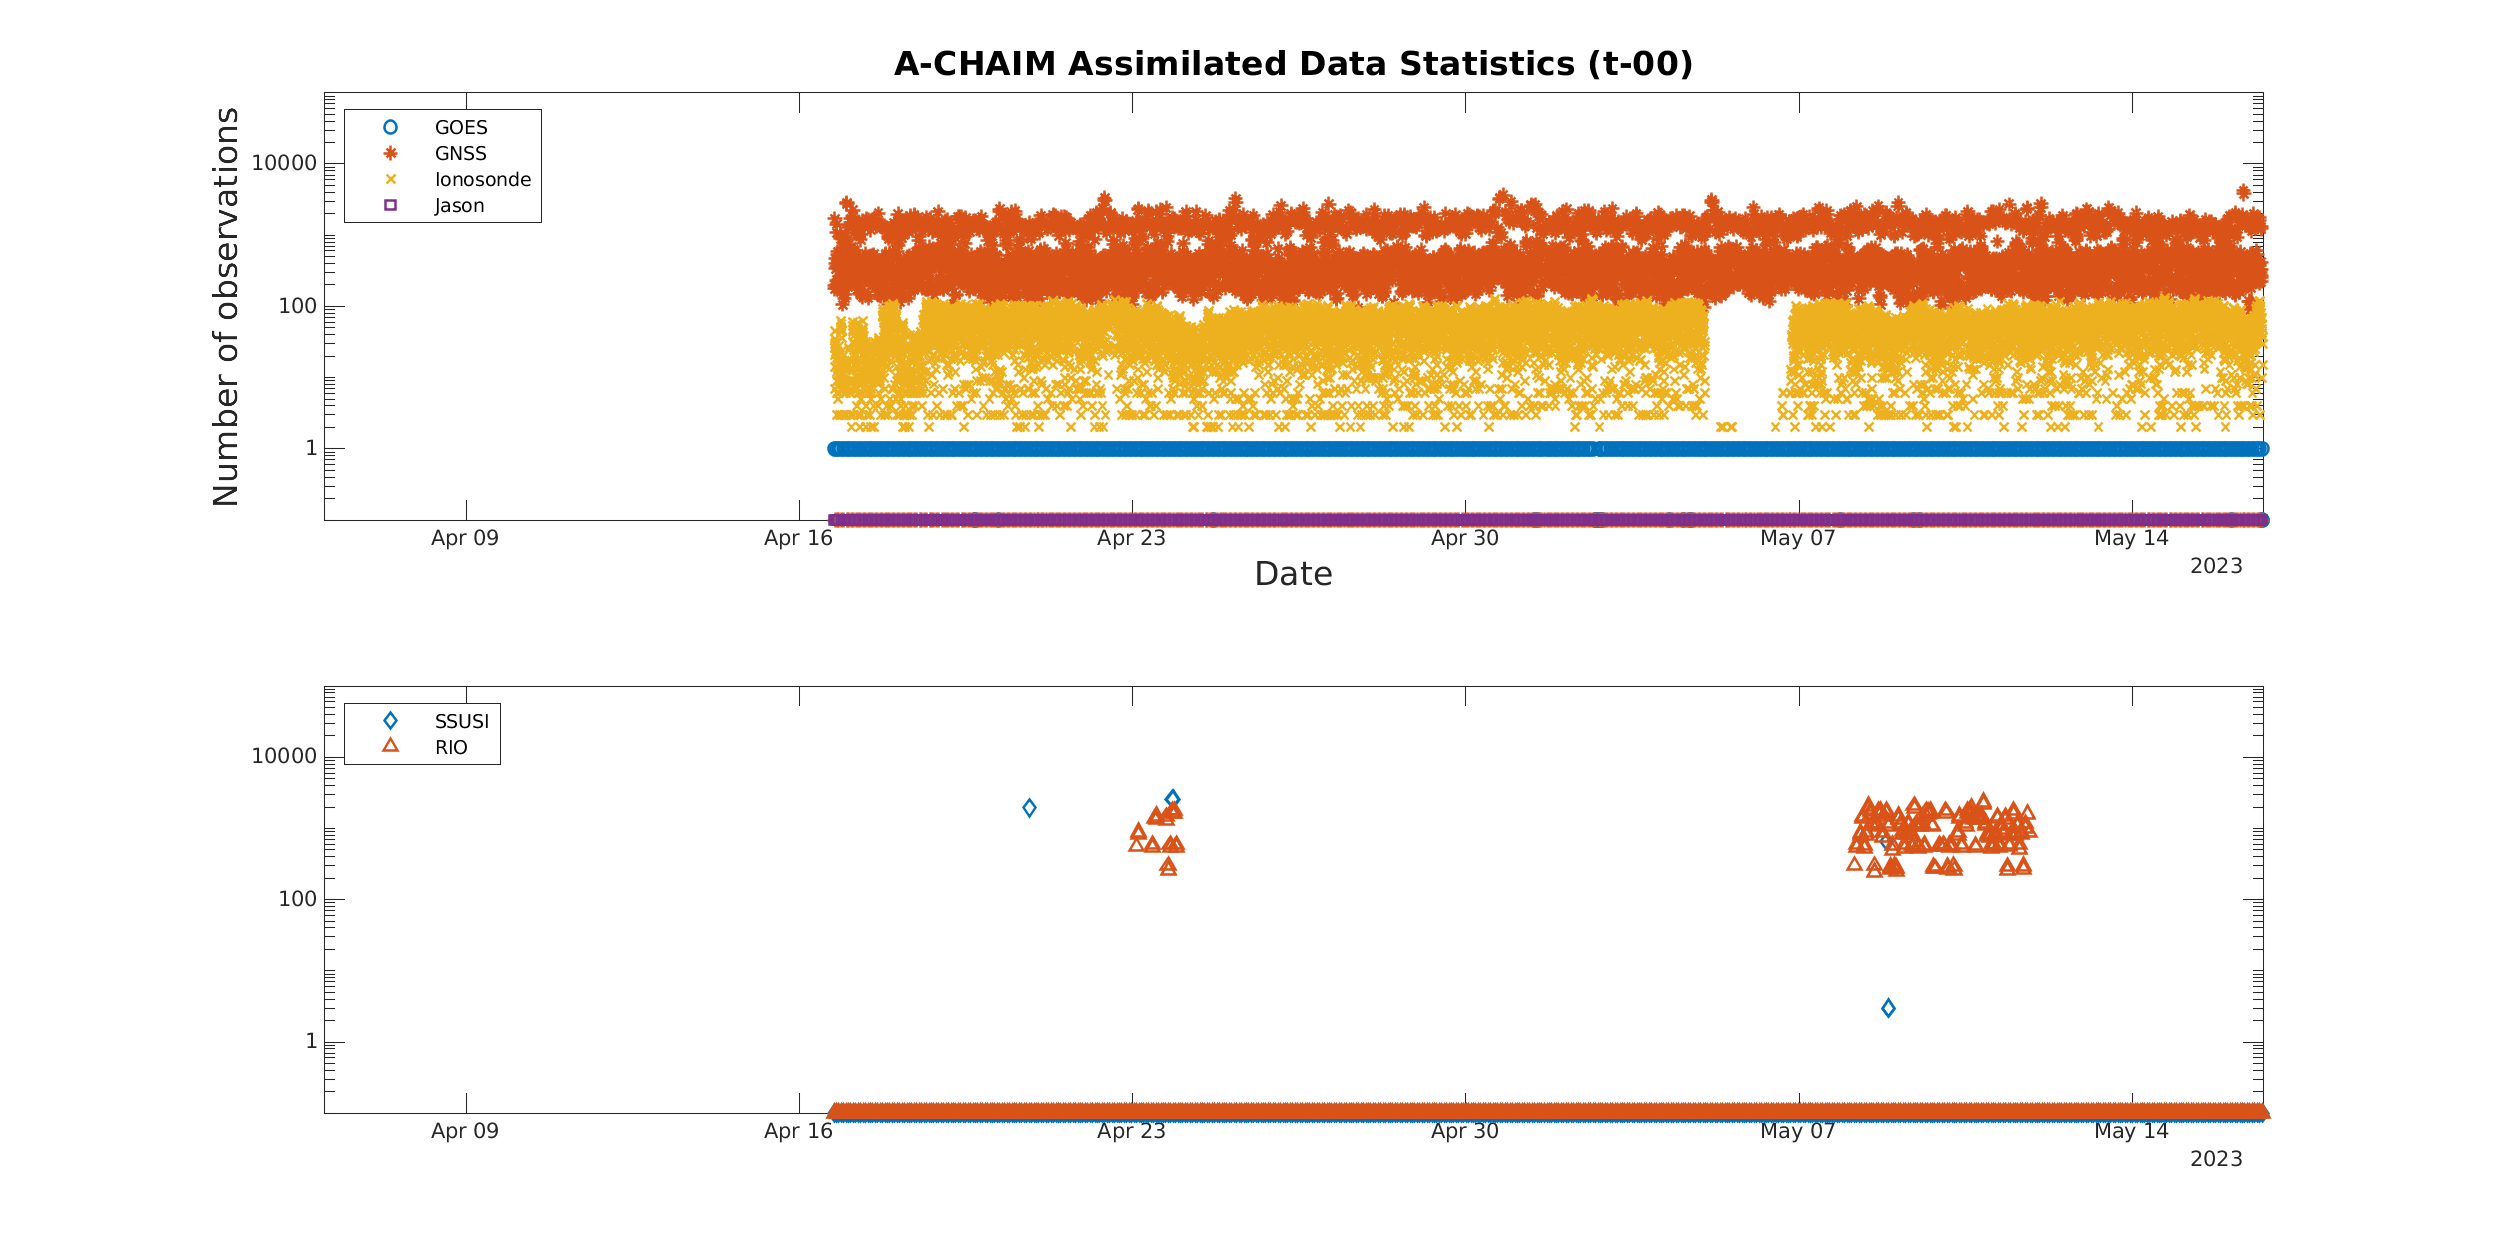 A-CHAIM Assimilated Data Statistics (t-00)
GOES
GNSS
Ionosonde
Jason
10000
100
1
Number of observations
Apr 09
Apr 16
Apr 23
Apr 30
May 07
May 14
2023
Date
SSUSI
RIO
10000
100
1
Apr 09
Apr 16
Apr 23
Apr 30
May 07
May 14
2023